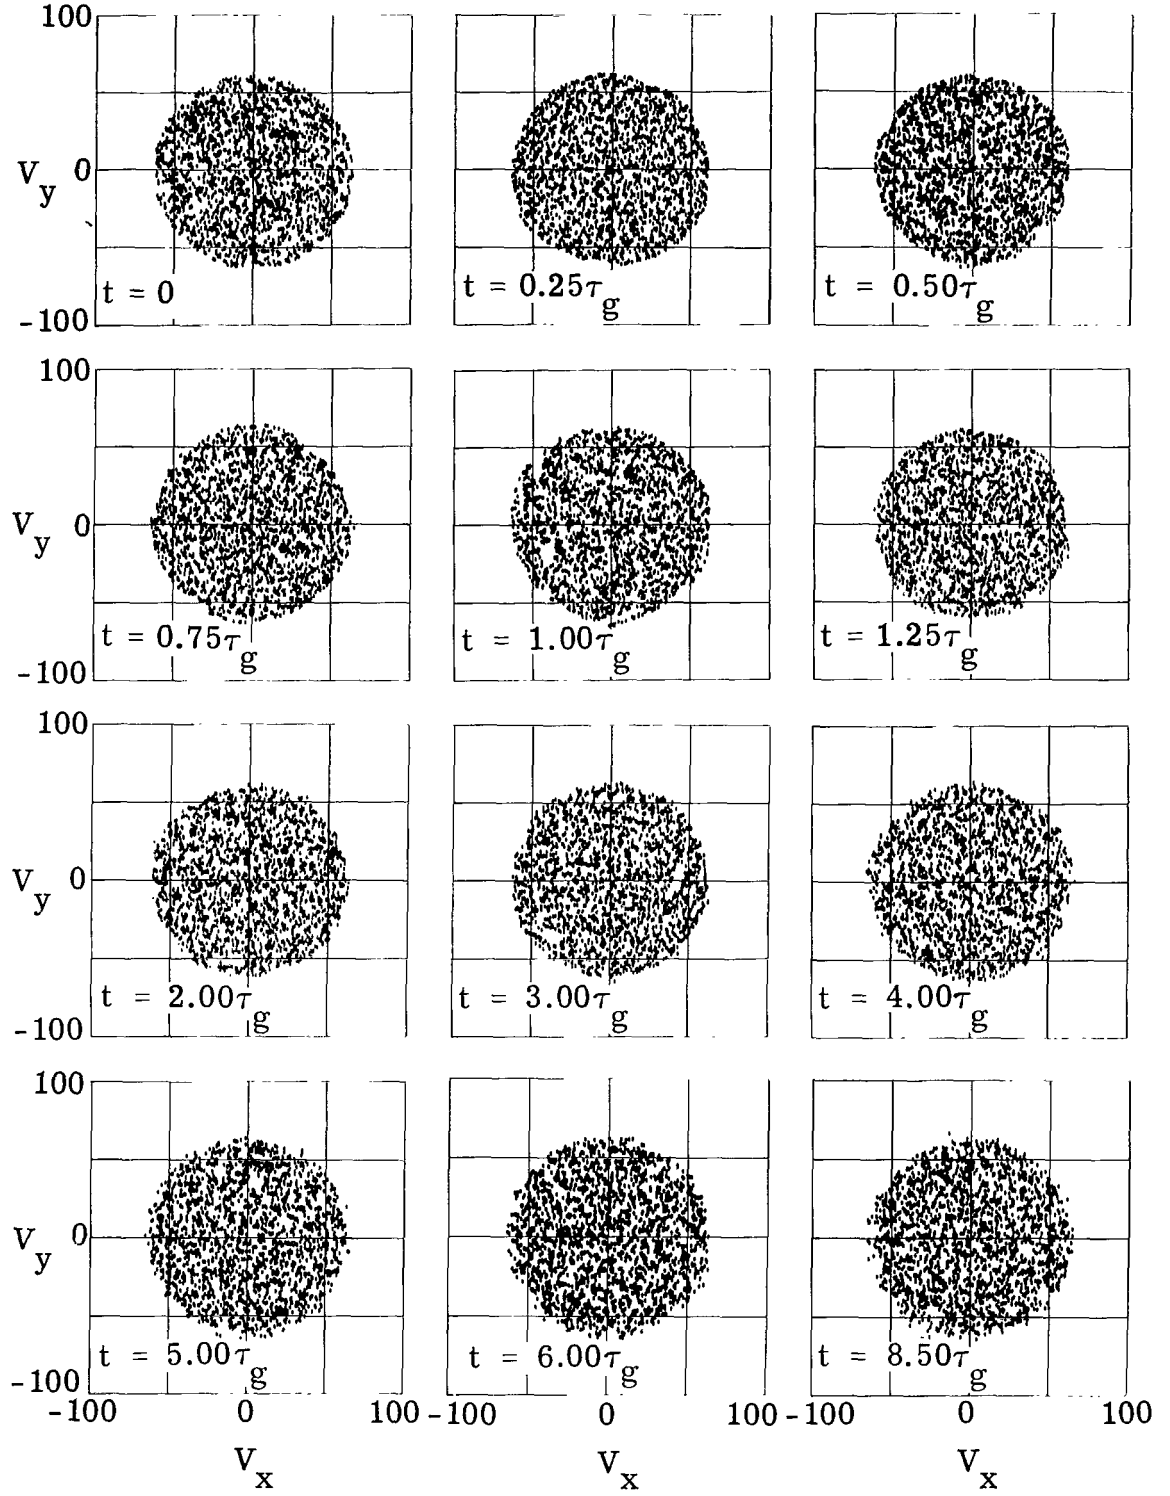 100
V_y 0
-100
t = 0
t = 0.25τ_g
t = 0.50τ_g
100
V_y 0
-100
t = 0.75τ_g
t = 1.00τ_g
t = 1.25τ_g
100
V_y 0
-100
t = 2.00τ_g
t = 3.00τ_g
t = 4.00τ_g
100
V_y 0
-100
t = 5.00τ_g
t = 6.00τ_g
t = 8.50τ_g
-100 0 100 -100 0 100 -100 0 100
V_x V_x V_x